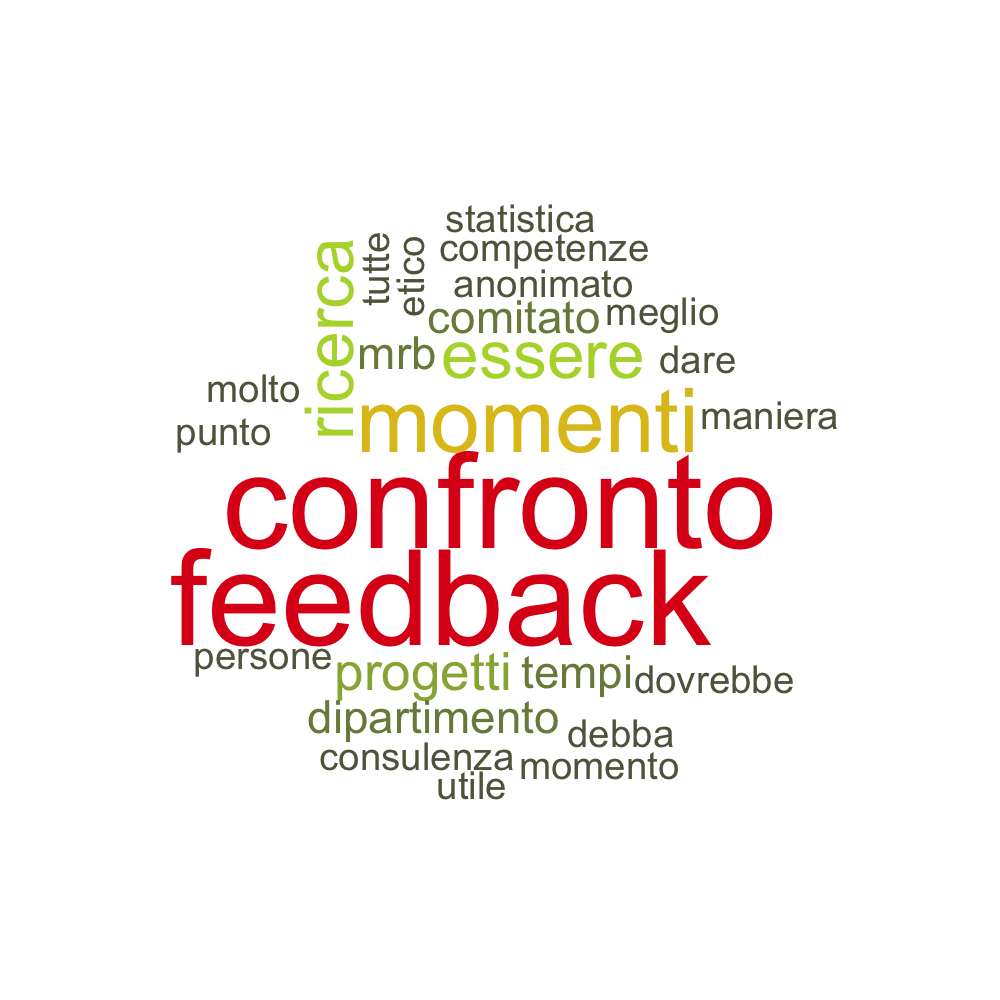 statistica
competenze
anonimato
tutte
etico
ricerca
comitato
meglio
mrb
essere
dare
molto
momenti
maniera
punto
confronto
feedback
persone
progetti
tempi
dovrebbe
dipartimento
debba
consulenza
momento
utile